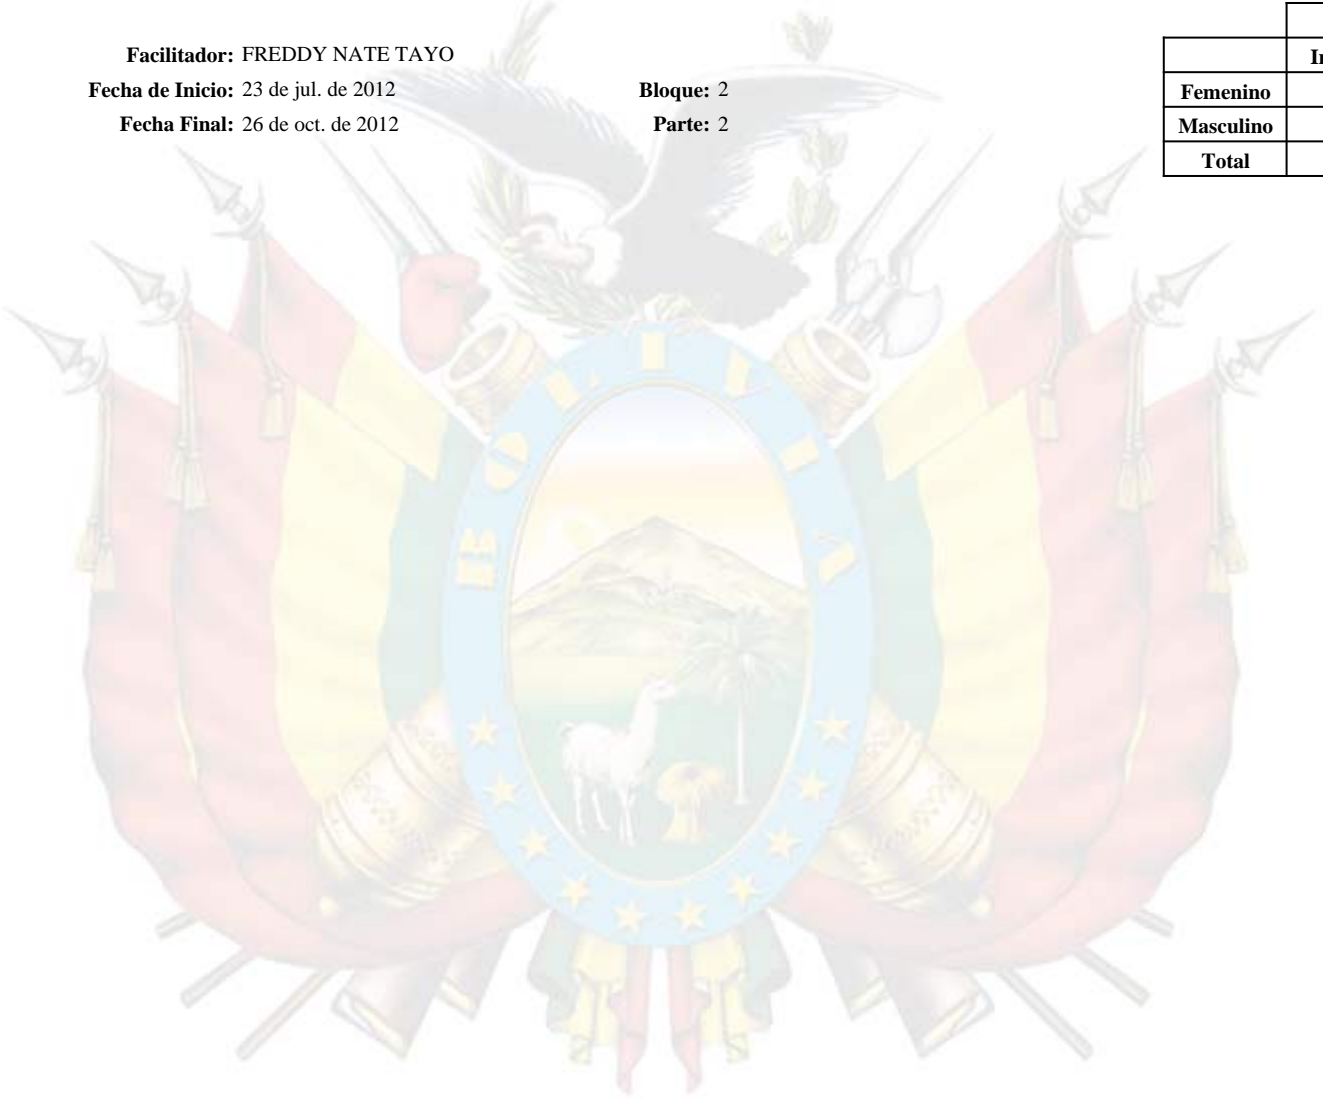 Facilitador: FREDDY NATE TAYO
Fecha de Inicio: 23 de jul. de 2012
Bloque: 2
Fecha Final: 26 de oct. de 2012
Parte: 2
Femenino
Masculino
Total
BOLIVIA